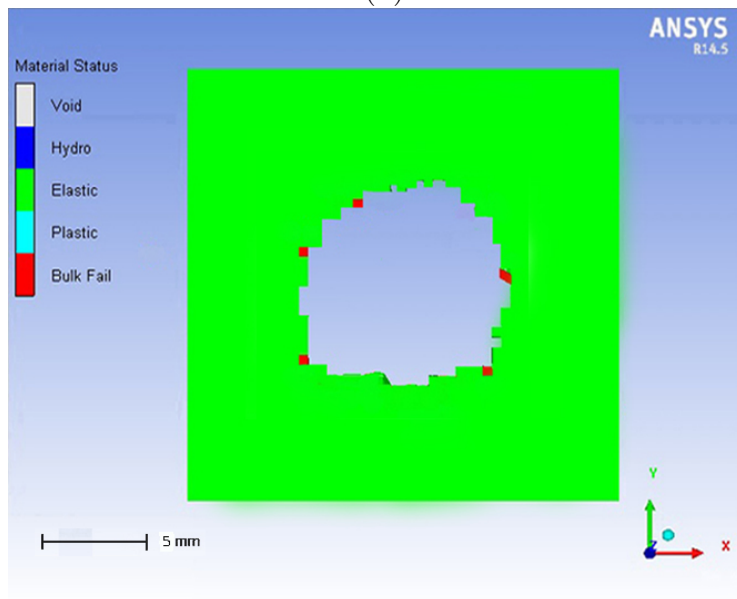 ANSYS
R14.5
Material Status
Void
Hydro
Elastic
Plastic
Bulk Fail
5 mm
Y
Z
X